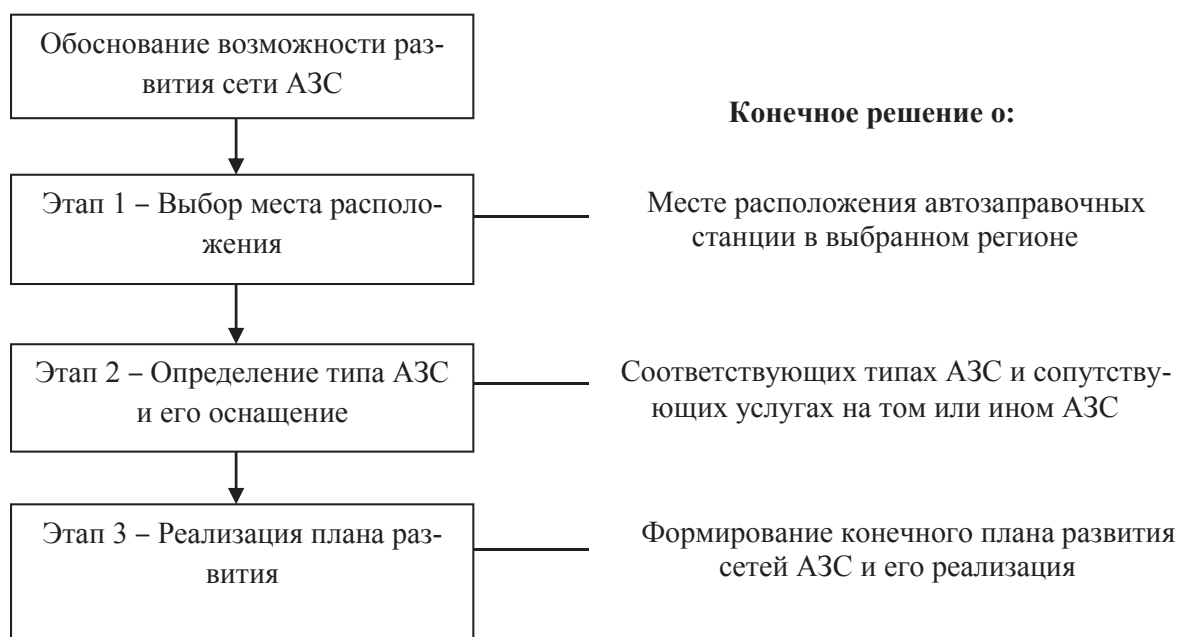 Обоснование возможности раз-
вития сети АЗС
Конечное решение о:
Этап 1 – Выбор места располо-
жения
Месте расположения автозаправочных
станции в выбранном регионе
Этап 2 – Определение типа АЗС
и его оснащение
Соответствующих типах АЗС и сопутству-
ющих услугах на том или ином АЗС
Этап 3 – Реализация плана раз-
вития
Формирование конечного плана развития
сетей АЗС и его реализация